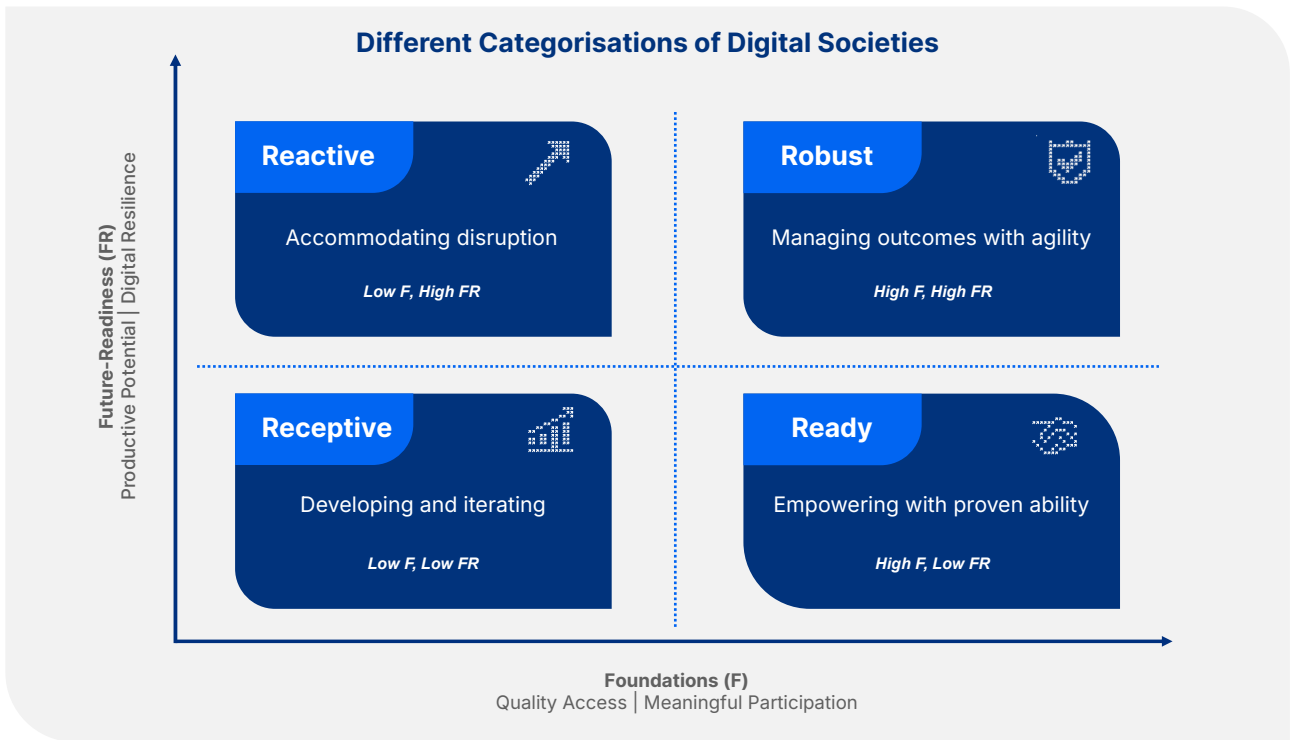 Different Categorisations of Digital Societies
Future-Readiness (FR)
Productive Potential | Digital Resilience
Reactive
Accommodating disruption
Low F, High FR
Robust
Managing outcomes with agility
High F, High FR
Receptive
Developing and iterating
Low F, Low FR
Ready
Empowering with proven ability
High F, Low FR
Foundations (F)
Quality Access | Meaningful Participation